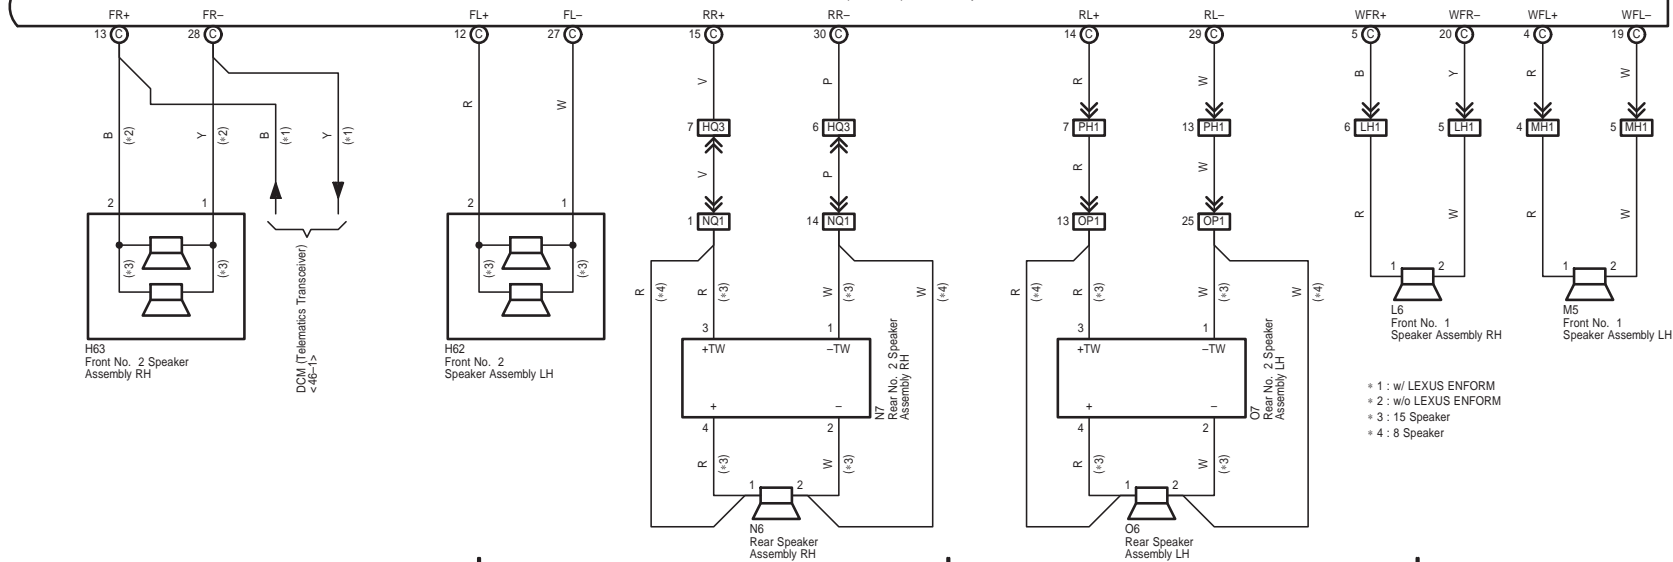 FR+ FR– FL+ FL– RR+ RR– RL+ RL– WFR+ WFR– WFL+ WFL–
13 C 28 C 12 C 27 C 15 C 30 C 14 C 29 C 5 C 20 C 4 C 19 C
V P R W B Y R W
R W
7 HQ3 6 HQ3 7 PH1 13 PH1 6 LH1 5 LH1 4 MH1 5 MH1
B (∗2) Y (∗2) B (∗1) Y (∗1)
V P R W
2 1 2 1
1 NQ1 14 NQ1 13 OP1 25 OP1 R W R W
(∗3) (∗3) (∗3) (∗3)
1 2 1 2
R (∗4) R (∗3) W (∗3) W (∗4) R (∗4) R (∗3) W (∗3) W (∗4)
L6
Front No. 1
Speaker Assembly RH
M5
Front No. 1
Speaker Assembly LH
3 1 3 1
H63
Front No. 2 Speaker
Assembly RH
DCM (Telematics Transceiver)
<46–1>
H62
Front No. 2
Speaker Assembly LH
+TW –TW
+ –
N7
Rear No. 2 Speaker
Assembly RH
+TW –TW
+ –
O7
Rear No. 2 Speaker
Assembly LH
∗ 1 : w/ LEXUS ENFORM
∗ 2 : w/o LEXUS ENFORM
∗ 3 : 15 Speaker
∗ 4 : 8 Speaker
4 2 4 2
R (∗3) W (∗3) R (∗3) W (∗3)
1 2 1 2
N6
Rear Speaker
Assembly RH
O6
Rear Speaker
Assembly LH